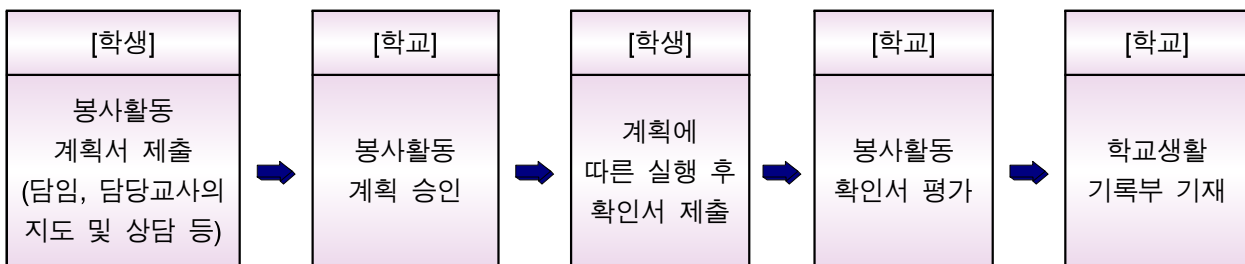 [학생]
봉사활동
계획서 제출
(담임, 담당교사의
지도 및 상담 등)
[학교]
봉사활동
계획 승인
[학생]
계획에
따른 실행 후
확인서 제출
[학교]
봉사활동
확인서 평가
[학교]
학교생활
기록부 기재